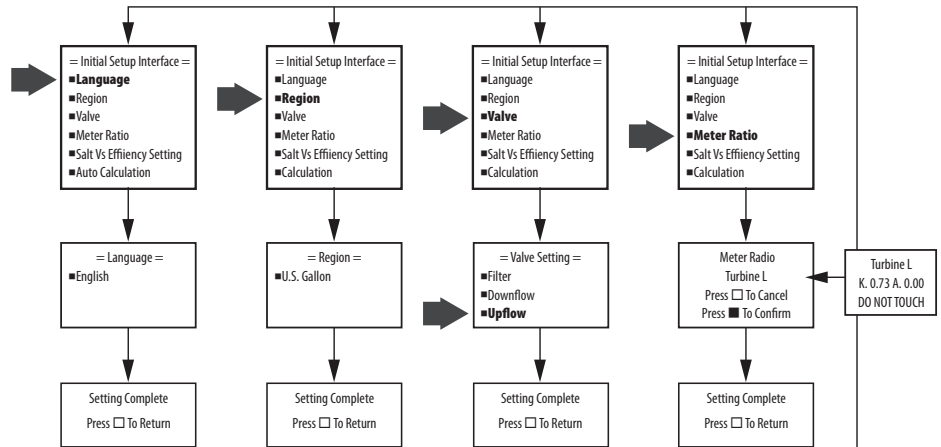 = Initial Setup Interface =
■Language
■Region
■Valve
■Meter Ratio
■Salt Vs Effiiency Setting
■Auto Calculation
= Initial Setup Interface =
■Language
■Region
■Valve
■Meter Ratio
■Salt Vs Effiiency Setting
■Calculation
= Initial Setup Interface =
■Language
■Region
■Valve
■Meter Ratio
■Salt Vs Effiiency Setting
■Calculation
= Initial Setup Interface =
■Language
■Region
■Valve
■Meter Ratio
■Salt Vs Effiiency Setting
■Calculation
= Language =
■English
= Region =
■U.S. Gallon
= Valve Setting =
■Filter
■Downflow
■Upflow
Meter Radio
Turbine L
Press □ To Cancel
Press ■ To Confirm
Turbine L
K. 0.73 A. 0.00
DO NOT TOUCH
Setting Complete
Press □ To Return
Setting Complete
Press □ To Return
Setting Complete
Press □ To Return
Setting Complete
Press □ To Return